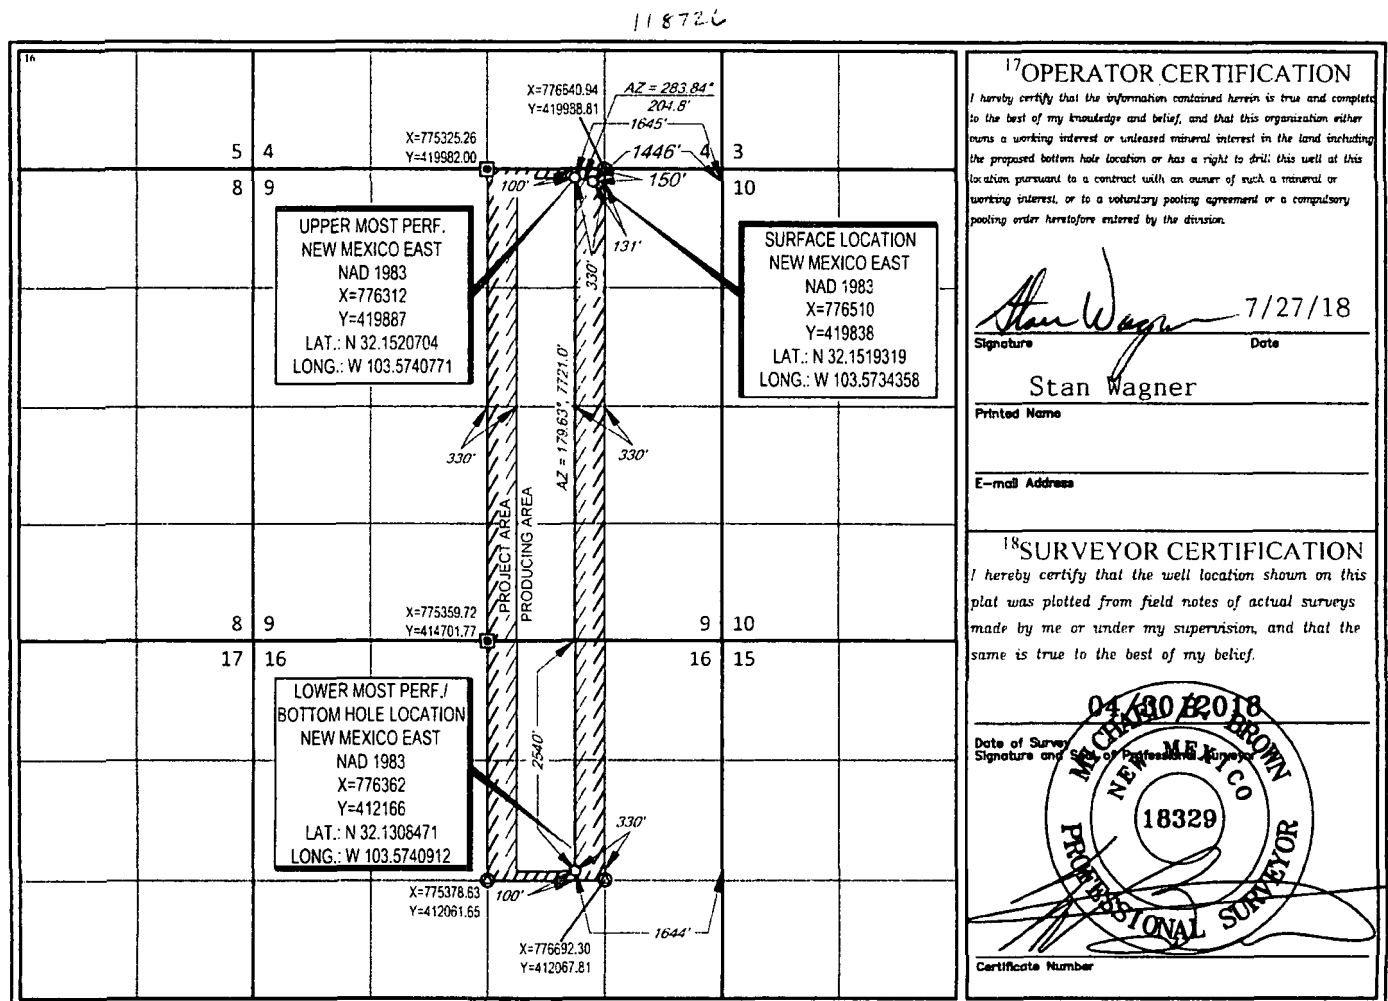 118726
16
X=776640.94
Y=419988.81
AZ = 283.84°
204.8'
1645'
X=775325.26
Y=419982.00
5 4
4 3
1446'
8 9
10
100'
150'
131'
330'
UPPER MOST PERF.
NEW MEXICO EAST
NAD 1983
X=776312
Y=419887
LAT.: N 32.1520704
LONG.: W 103.5740771
SURFACE LOCATION
NEW MEXICO EAST
NAD 1983
X=776510
Y=419838
LAT.: N 32.1519319
LONG.: W 103.5734358
AZ = 179.63°, 7721.0'
330'
330'
PROJECT AREA
PRODUCING AREA
X=775359.72
Y=414701.77
8 9
9 10
17 16
16 15
LOWER MOST PERF./
BOTTOM HOLE LOCATION
NEW MEXICO EAST
NAD 1983
X=776362
Y=412166
LAT.: N 32.1308471
LONG.: W 103.5740912
2540'
330'
X=775378.63
Y=412061.65
100'
1644'
X=776692.30
Y=412067.81
17 OPERATOR CERTIFICATION
I hereby certify that the information contained herein is true and complete
to the best of my knowledge and belief, and that this organization either
owns a working interest or unleased mineral interest in the land including
the proposed bottom hole location or has a right to drill this well at this
location pursuant to a contract with an owner of such a mineral or
working interest, or to a voluntary pooling agreement or a compulsory
pooling order heretofore entered by the division.
Stan Wagner 7/27/18
Signature Date
Stan Wagner
Printed Name
E-mail Address
18 SURVEYOR CERTIFICATION
I hereby certify that the well location shown on this
plat was plotted from field notes of actual surveys
made by me or under my supervision, and that the
same is true to the best of my belief.
04/30/2018
Date of Survey
Signature and Seal of Professional Surveyor
MICHAEL B. BROWN
NEW MEXICO
18329
PROFESSIONAL SURVEYOR
Certificate Number